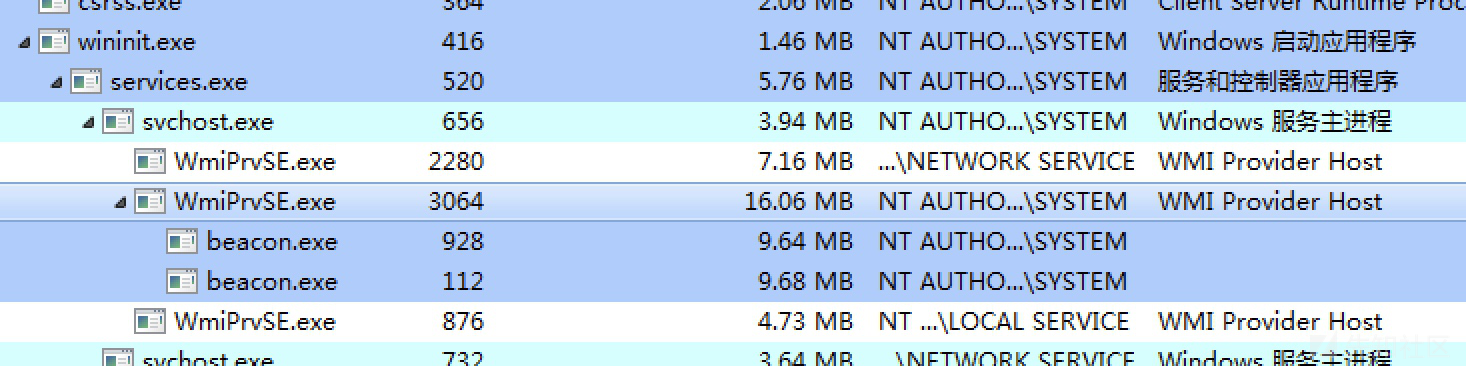 csrss.exe 364 2.06 MB NT AUTHO...\SYSTEM Client Server Runtime Proc
wininit.exe 416 1.46 MB NT AUTHO...\SYSTEM Windows 启动应用程序
services.exe 520 5.76 MB NT AUTHO...\SYSTEM 服务和控制器应用程序
svchost.exe 656 3.94 MB NT AUTHO...\SYSTEM Windows 服务主进程
WmiPrvSE.exe 2280 7.16 MB ...\NETWORK SERVICE WMI Provider Host
WmiPrvSE.exe 3064 16.06 MB NT AUTHO...\SYSTEM WMI Provider Host
beacon.exe 928 9.64 MB NT AUTHO...\SYSTEM
beacon.exe 112 9.68 MB NT AUTHO...\SYSTEM
WmiPrvSE.exe 876 4.73 MB NT ...\LOCAL SERVICE WMI Provider Host
svchost.exe 732 3.64 MB ...\NETWORK SERVICE Windows 服务主进程